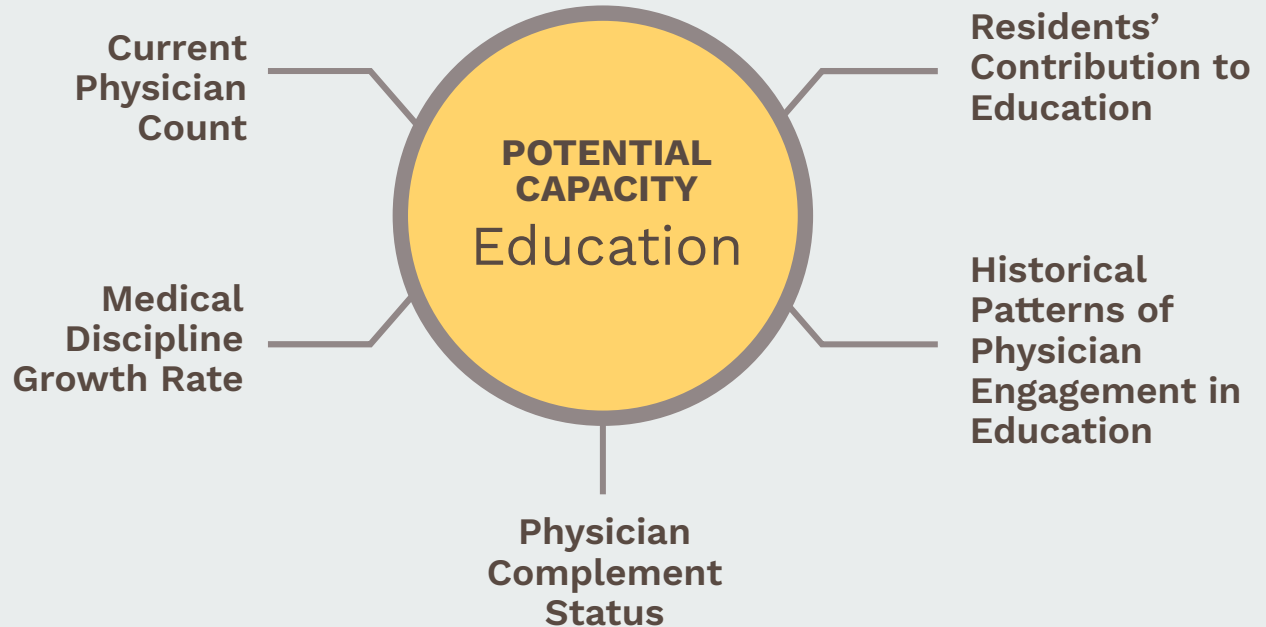 Current
Physician
Count
Medical
Discipline
Growth Rate
POTENTIAL
CAPACITY
Education
Physician
Complement
Status
Residents’
Contribution to
Education
Historical
Patterns of
Physician
Engagement in
Education